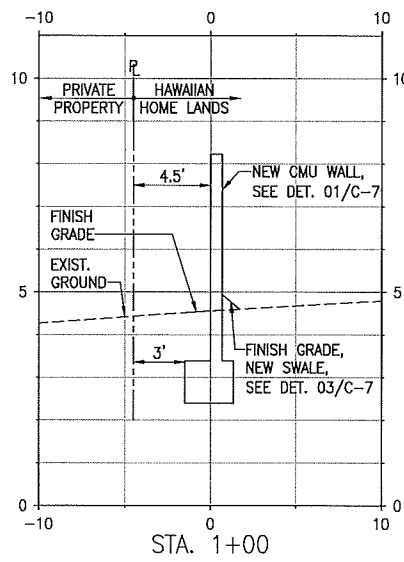 -10
0
10
PL
10
10
PRIVATE
PROPERTY
HAWAIIAN
HOME LANDS
4.5'
NEW CMU WALL,
SEE DET. 01/C-7
FINISH
GRADE
EXIST.
GROUND
5
5
3'
FINISH GRADE,
NEW SWALE,
SEE DET. 03/C-7
0
0
-10
0
10
STA. 1+00